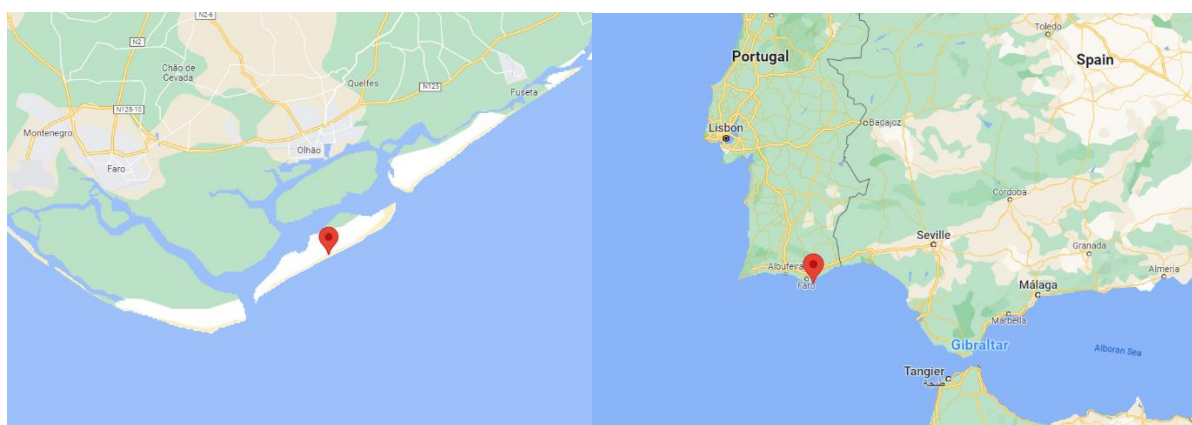 N2-6
N2
Chão de
Cevada
Quelfes
N125
Fuseta
N125-10
Montenegro
Olhão
Faro
Toledo
Portugal
Spain
Lisbon
Badajoz
Cordoba
Seville
Granada
Albufeira
Almeria
Faro
Málaga
Marbella
Gibraltar
Alboran Sea
Tangier
طنجة